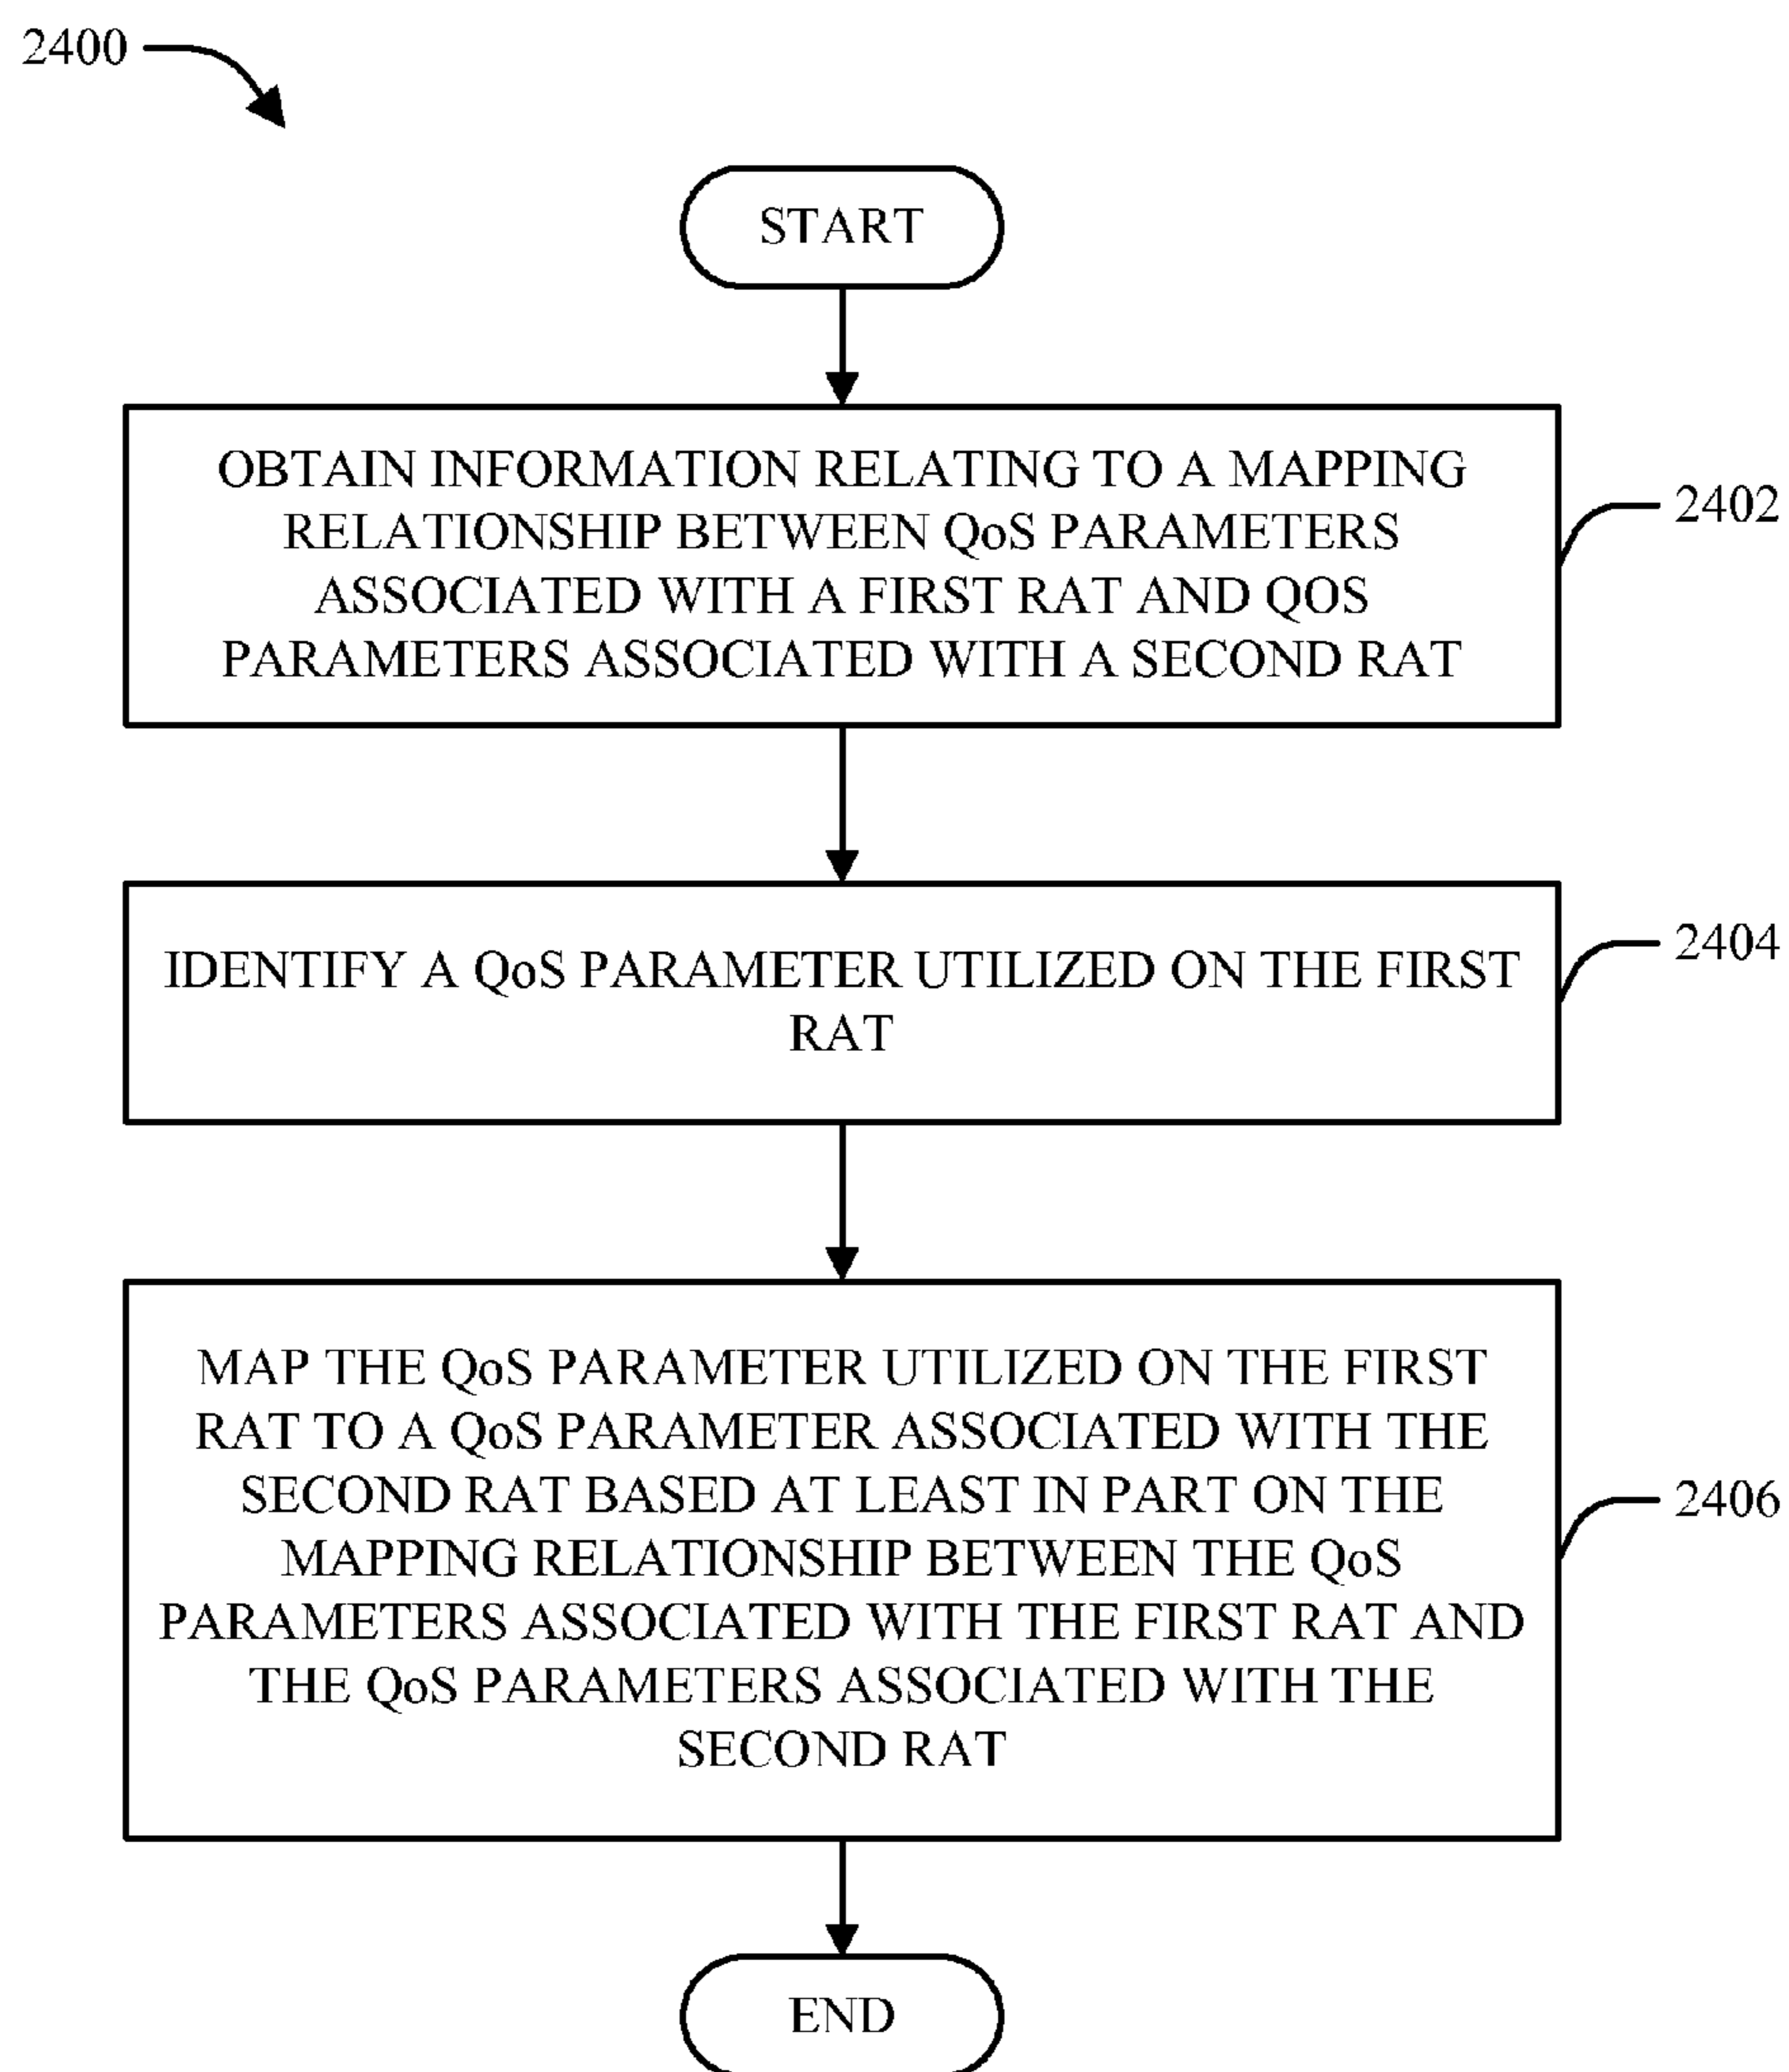 2400
START
OBTAIN INFORMATION RELATING TO A MAPPING
RELATIONSHIP BETWEEN QoS PARAMETERS
ASSOCIATED WITH A FIRST RAT AND QOS
PARAMETERS ASSOCIATED WITH A SECOND RAT
2402
IDENTIFY A QoS PARAMETER UTILIZED ON THE FIRST
RAT
2404
MAP THE QoS PARAMETER UTILIZED ON THE FIRST
RAT TO A QoS PARAMETER ASSOCIATED WITH THE
SECOND RAT BASED AT LEAST IN PART ON THE
MAPPING RELATIONSHIP BETWEEN THE QoS
PARAMETERS ASSOCIATED WITH THE FIRST RAT AND
THE QoS PARAMETERS ASSOCIATED WITH THE
SECOND RAT
2406
END